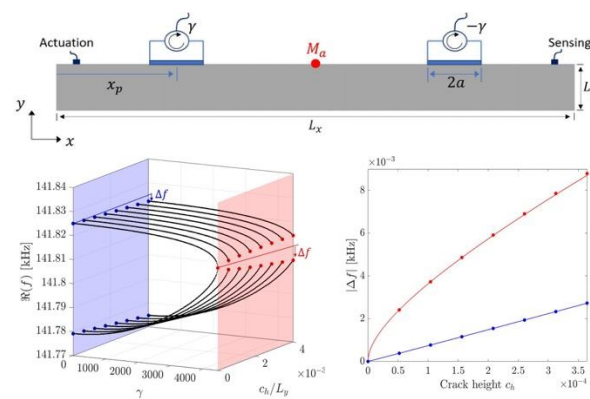 Actuation
γ
M_a
−γ
Sensing
x_p
2a
L
y
x
L_x
141.84
141.83
141.82
141.81
141.8
141.79
141.78
141.77
ℜ(f) [kHz]
Δf
Δf
0
1000
2000
3000
4000
γ
0
2
4
×10⁻³
c_h/L_y
×10⁻³
8
6
4
2
0
|Δf|
0
0.5
1
1.5
2
2.5
3
3.5
Crack height c_h
×10⁻⁴